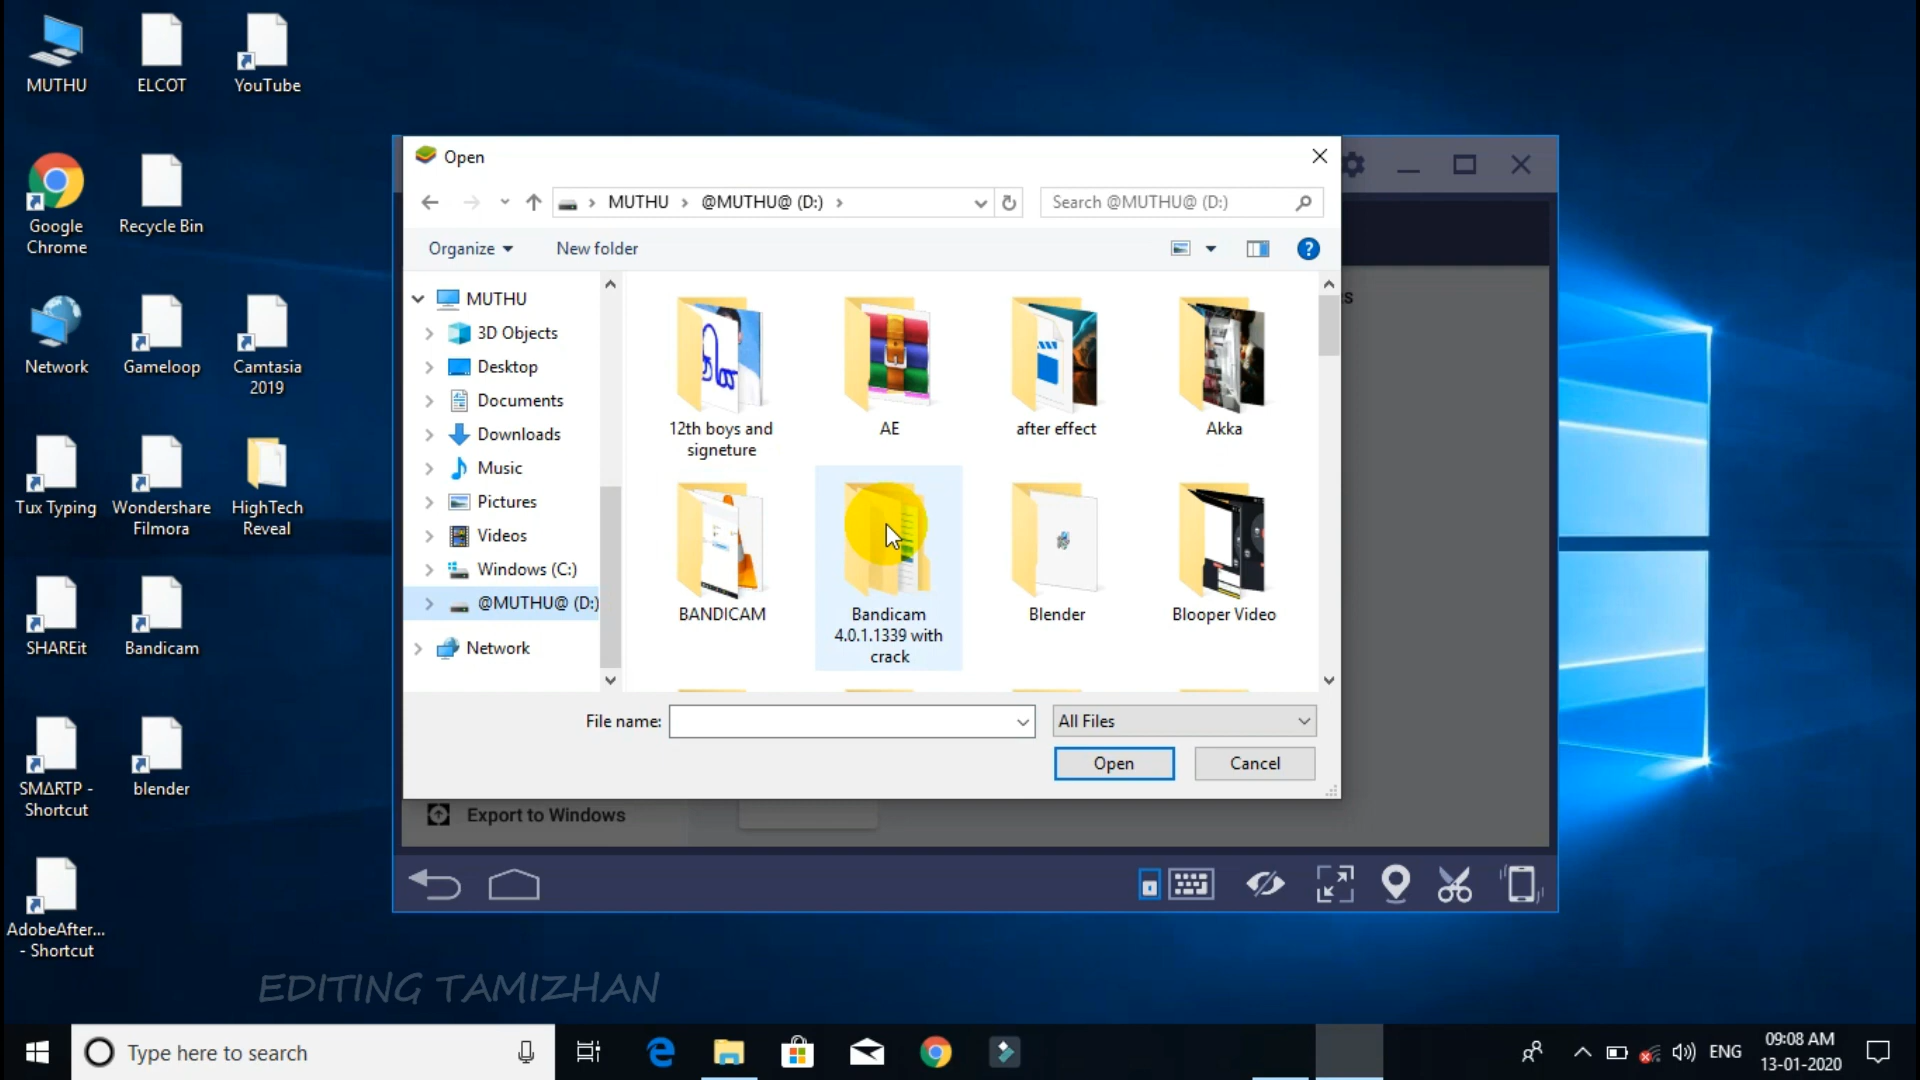 MUTHU
ELCOT
YouTube
Google
Chrome
Recycle Bin
Network
Gameloop
Camtasia
2019
Tux Typing
Wondershare
Filmora
HighTech
Reveal
SHAREit
Bandicam
SMΔRTP -
Shortcut
blender
AdobeAfter...
- Shortcut
Open
MUTHU
@MUTHU@ (D:)
Search @MUTHU@ (D:)
Organize
New folder
MUTHU
3D Objects
Desktop
Documents
Downloads
Music
Pictures
Videos
Windows (C:)
@MUTHU@ (D:)
Network
12th boys and
signeture
AE
after effect
Akka
BANDICAM
Bandicam
4.0.1.1339 with
crack
Blender
Blooper Video
File name:
All Files
Open
Cancel
Export to Windows
EDITING TAMIZHAN
Type here to search
ENG
09:08 AM
13-01-2020